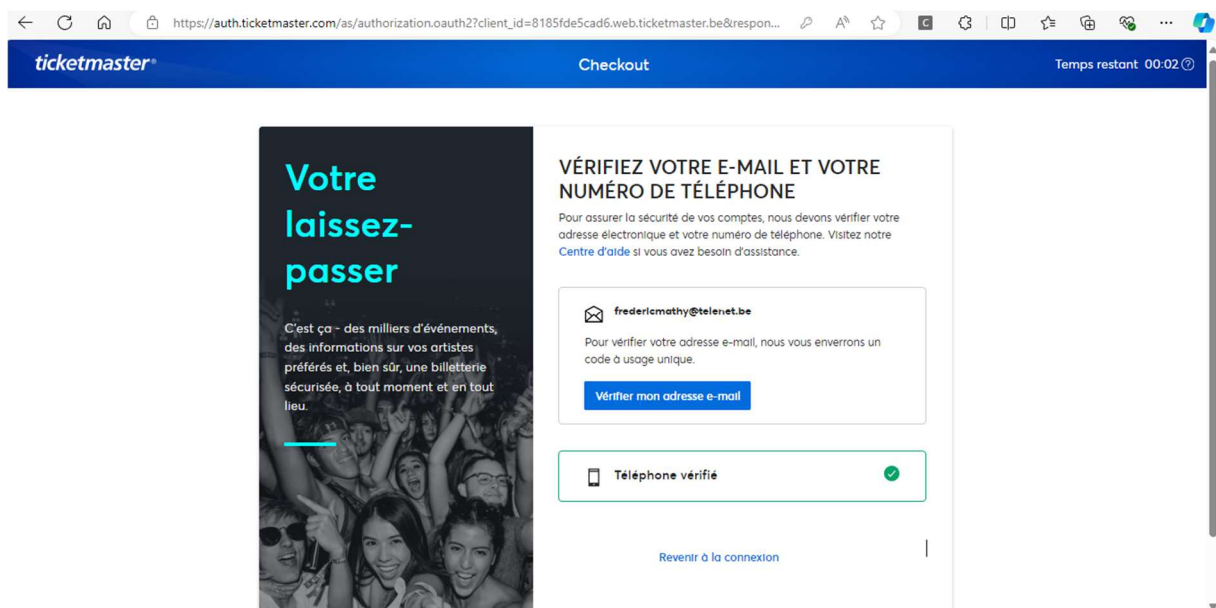 https://auth.ticketmaster.com/as/authorization.oauth2?client_id=8185fde5cad6.web.ticketmaster.be&respon...
ticketmaster®
Checkout
Temps restant 00:02
Votre
laissez-
passer
C'est ça - des milliers d'événements,
des informations sur vos artistes
préférés et, bien sûr, une billetterie
sécurisée, à tout moment et en tout
lieu.
VÉRIFIEZ VOTRE E-MAIL ET VOTRE
NUMÉRO DE TÉLÉPHONE
Pour assurer la sécurité de vos comptes, nous devons vérifier votre
adresse électronique et votre numéro de téléphone. Visitez notre
Centre d'aide si vous avez besoin d'assistance.
fredericmathy@telenet.be
Pour vérifier votre adresse e-mail, nous vous enverrons un
code à usage unique.
Vérifier mon adresse e-mail
Téléphone vérifié
Revenir à la connexion